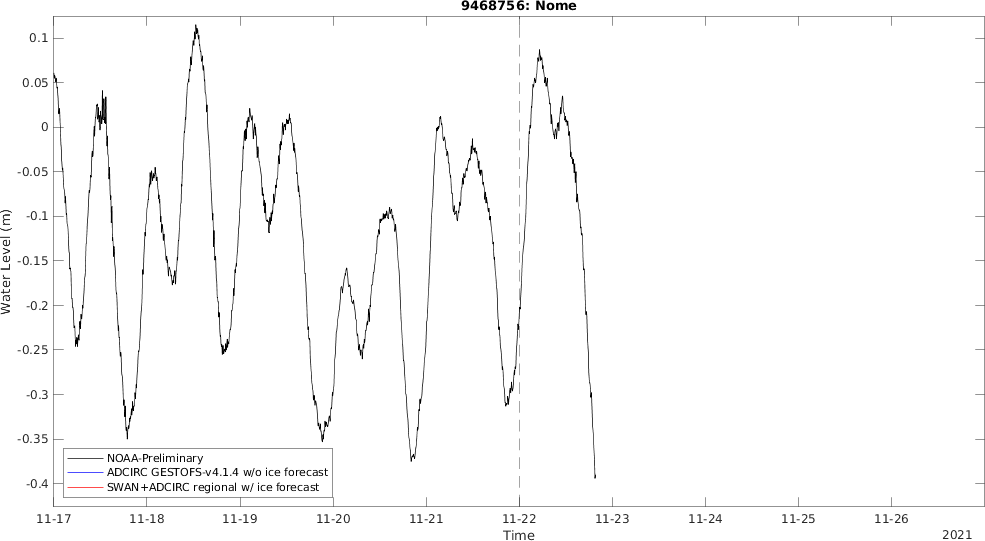 9468756: Nome
0.1
0.05
0
-0.05
-0.1
-0.15
-0.2
-0.25
-0.3
-0.35
-0.4
Water Level (m)
NOAA-Preliminary
ADCIRC GESTOFS-v4.1.4 w/o ice forecast
SWAN+ADCIRC regional w/ ice forecast
11-17 11-18 11-19 11-20 11-21 11-22 11-23 11-24 11-25 11-26
Time
2021